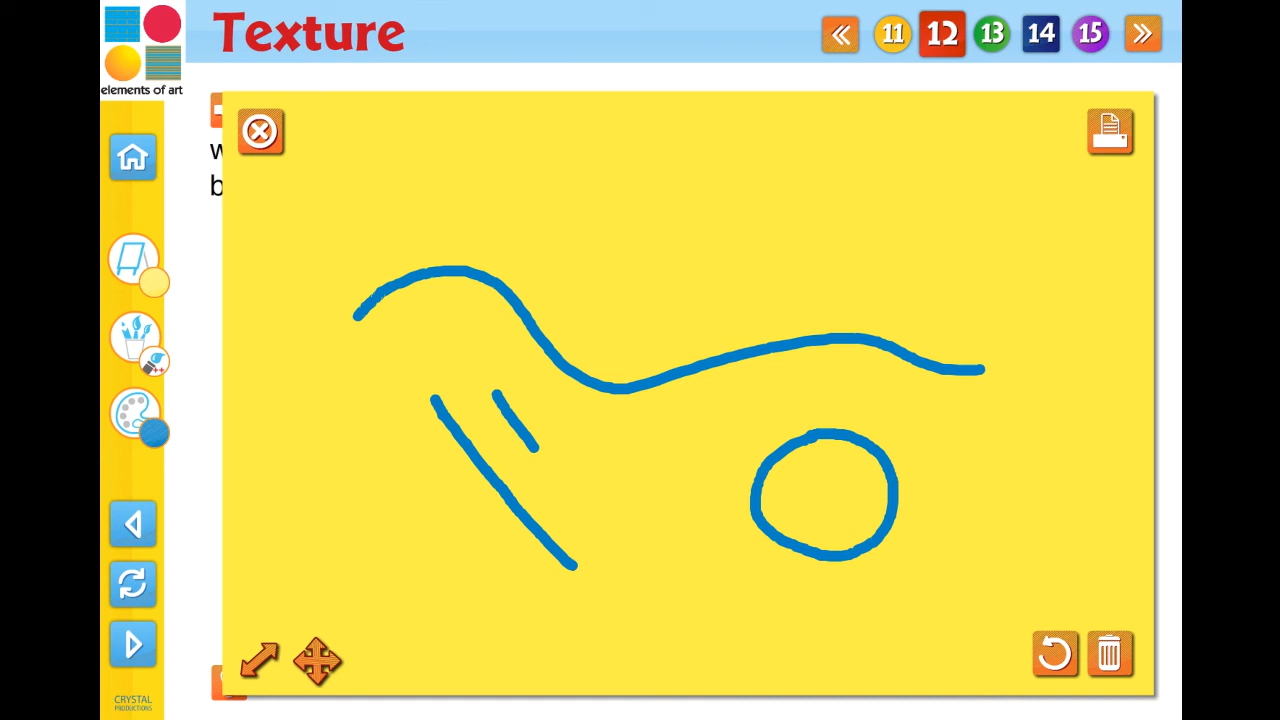 Texture
11 12 13 14 15
elements of art
w
b
CRYSTAL
PRODUCTIONS